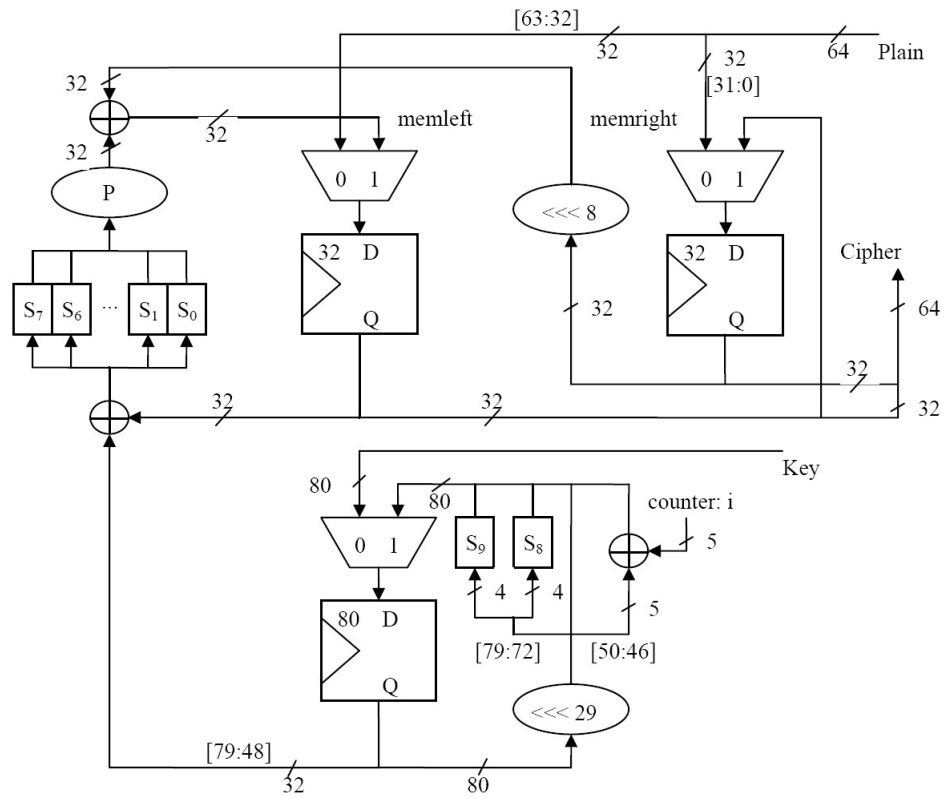 [63:32]
32
64
Plain
32
32
[31:0]
32
32
memleft
memright
32
P
0 1
<<< 8
0 1
32 D
Q
32 D
Q
Cipher
S7 S6 ... S1 S0
32
64
32
32
32
32
Key
80
80
counter: i
0 1
S9
S8
5
4
4
5
80 D
Q
[79:72]
[50:46]
<<< 29
[79:48]
32
80